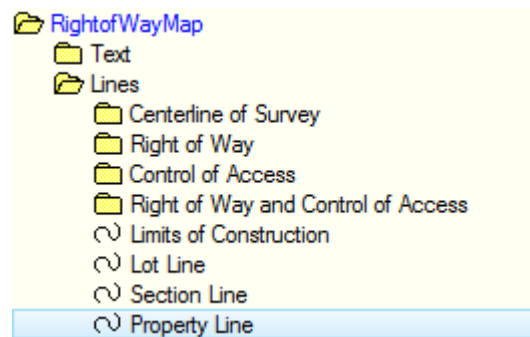 RightofWayMap
Text
Lines
Centerline of Survey
Right of Way
Control of Access
Right of Way and Control of Access
Limits of Construction
Lot Line
Section Line
Property Line